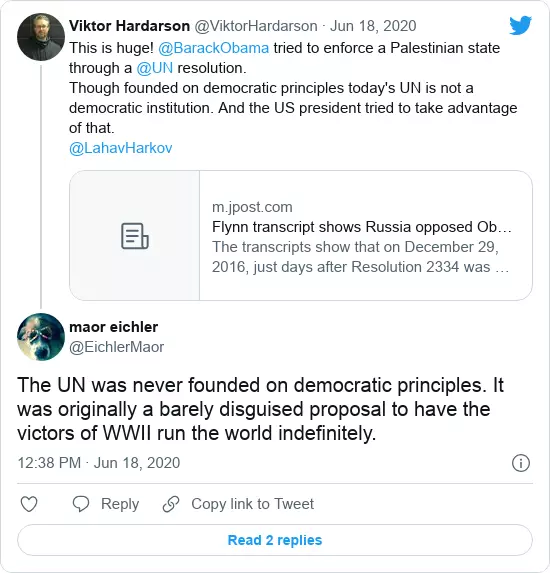 Viktor Hardarson @ViktorHardarson · Jun 18, 2020
This is huge! @BarackObama tried to enforce a Palestinian state
through a @UN resolution.
Though founded on democratic principles today's UN is not a
democratic institution. And the US president tried to take advantage
of that.
@LahavHarkov
m.jpost.com
Flynn transcript shows Russia opposed Ob…
The transcripts show that on December 29,
2016, just days after Resolution 2334 was …
maor eichler
@EichlerMaor
The UN was never founded on democratic principles. It
was originally a barely disguised proposal to have the
victors of WWII run the world indefinitely.
12:38 PM · Jun 18, 2020
Reply
Copy link to Tweet
Read 2 replies